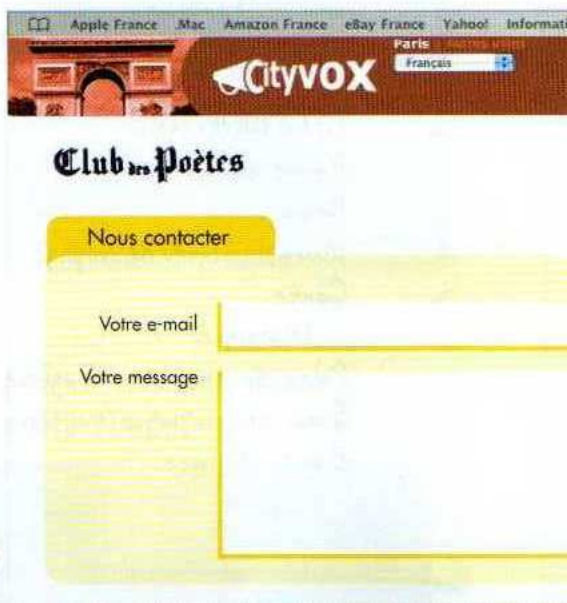 Apple France Mac Amazon France eBay France Yahoo! Informati
Cityvox
Paris
Français
Club des Poètes
Nous contacter
Votre e-mail
Votre message